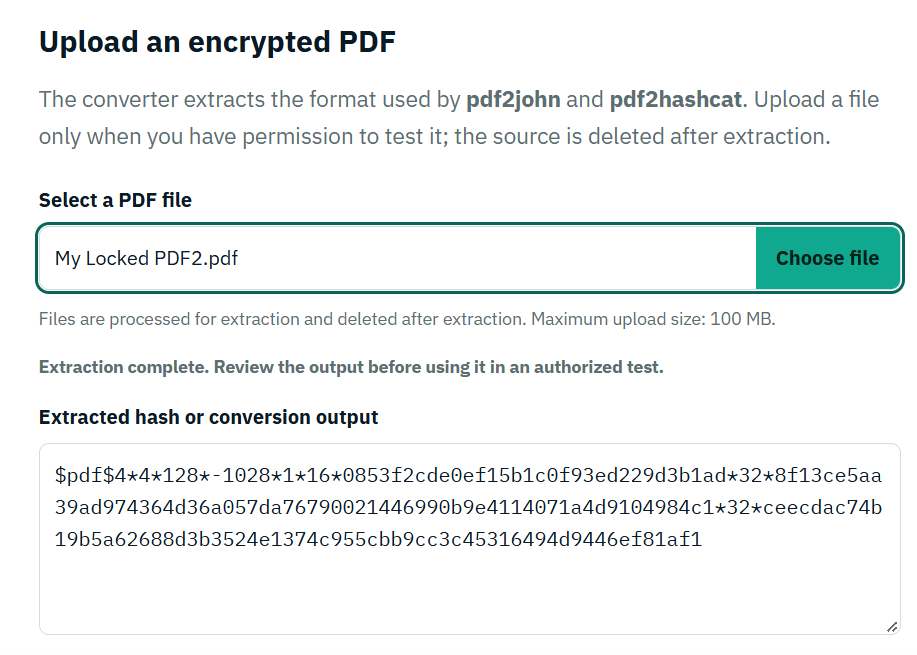 Upload an encrypted PDF
The converter extracts the format used by pdf2john and pdf2hashcat. Upload a file
only when you have permission to test it; the source is deleted after extraction.
Select a PDF file
My Locked PDF2.pdf
Choose file
Files are processed for extraction and deleted after extraction. Maximum upload size: 100 MB.
Extraction complete. Review the output before using it in an authorized test.
Extracted hash or conversion output
$pdf$4*4*128*-1028*1*16*0853f2cde0ef15b1c0f93ed229d3b1ad*32*8f13ce5aa
39ad974364d36a057da76790021446990b9e4114071a4d9104984c1*32*ceecdac74b
19b5a62688d3b3524e1374c955cbb9cc3c45316494d9446ef81af1